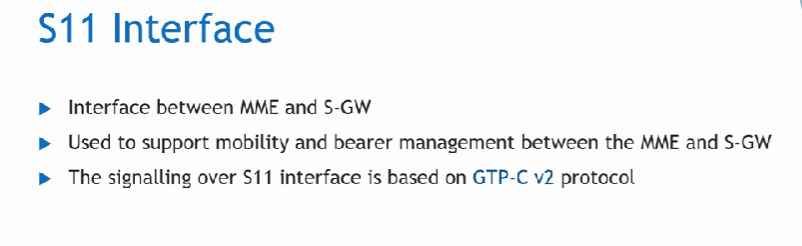 S11 Interface
Interface between MME and S-GW
Used to support mobility and bearer management between the MME and S-GW
The signalling over S11 interface is based on GTP-C v2 protocol